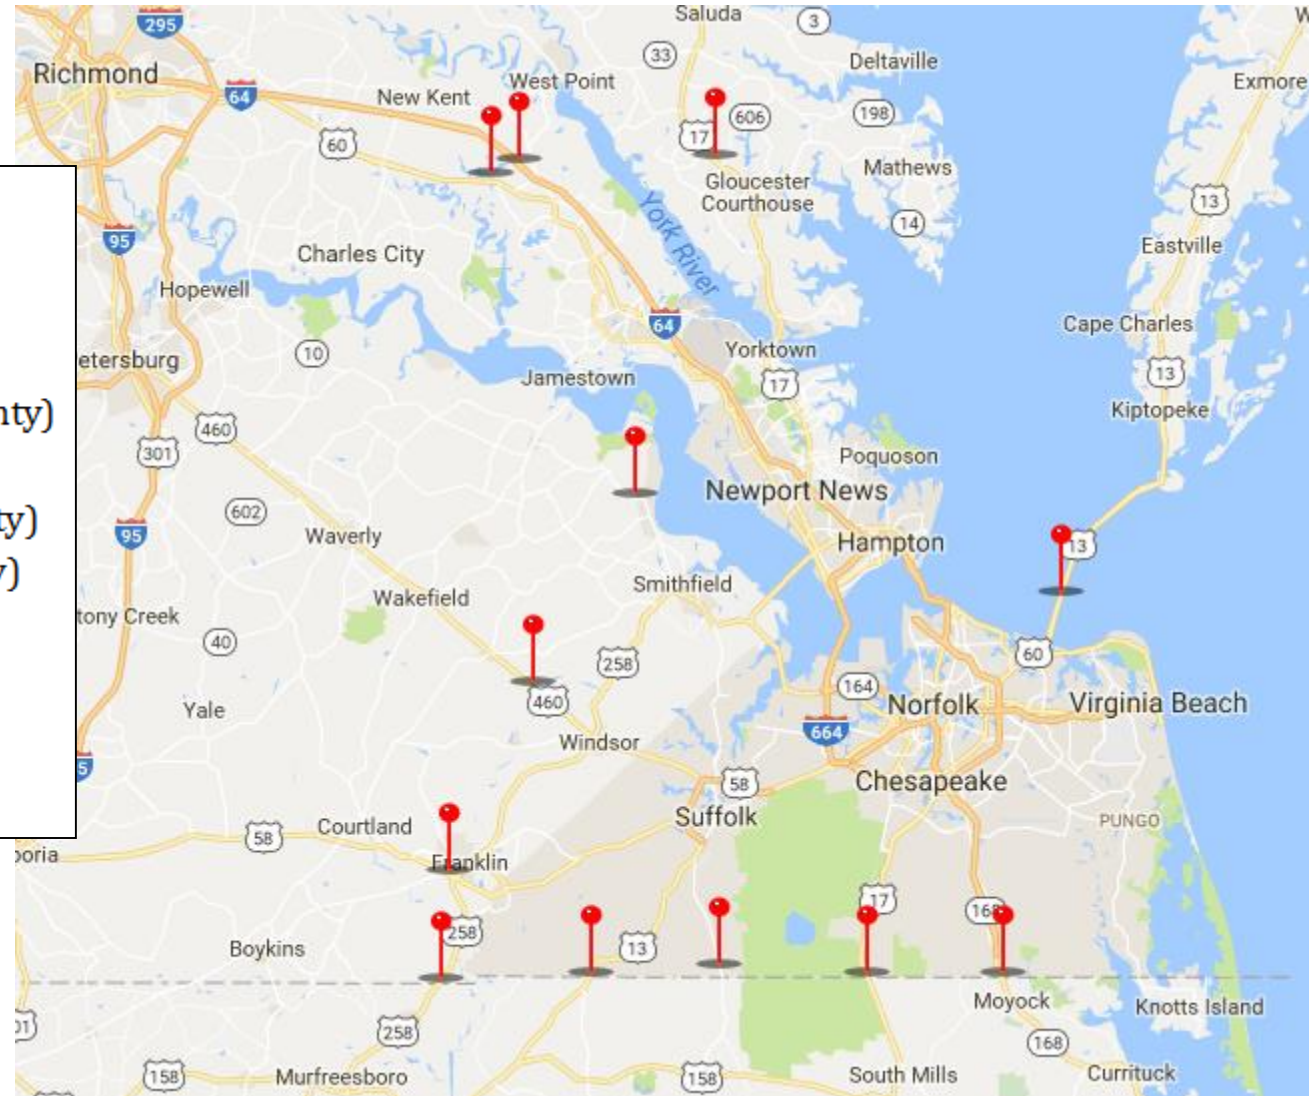 295
Saluda
3
33
Deltaville
Richmond
64
New Kent
West Point
Exmore
17
606
198
60
Mathews
Gloucester
Courthouse
13
95
York River
14
Charles City
Eastville
Hopewell
64
Cape Charles
10
Yorktown
etersburg
Jamestown
17
13
Kiptopeke
nty)
460
301
Poquoson
Newport News
602
ty)
95
Waverly
Hampton
13
y)
Wakefield
Smithfield
tony Creek
40
258
60
164
460
Norfolk
Virginia Beach
Yale
664
Windsor
5
58
Chesapeake
Suffolk
PUNGO
Courtland
58
oria
Franklin
17
168
258
Boykins
13
Moyock
Knotts Island
01
258
168
158
Murfreesboro
158
South Mills
Currituck